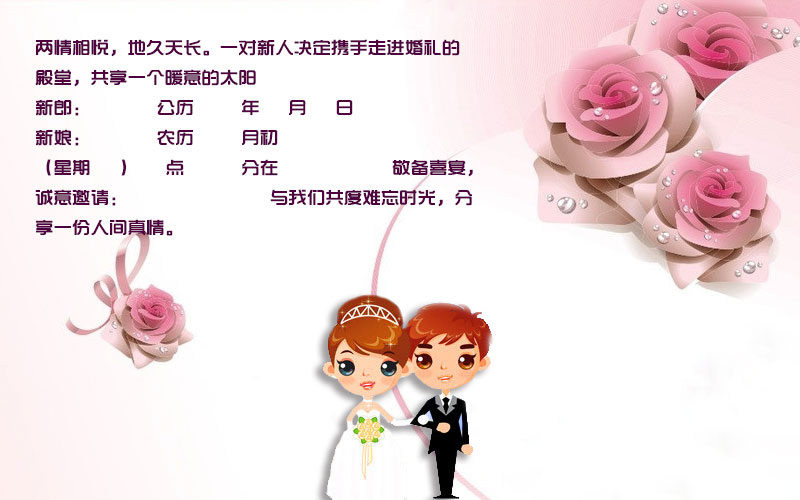 两情相悦，地久天长。一对新人决定携手走进婚礼的
殿堂，共享一个暖意的太阳
新郎： 公历 年 月 日
新娘： 农历 月初
（星期 ） 点 分在 敬备喜宴，
诚意邀请： 与我们共度难忘时光，分
享一份人间真情。